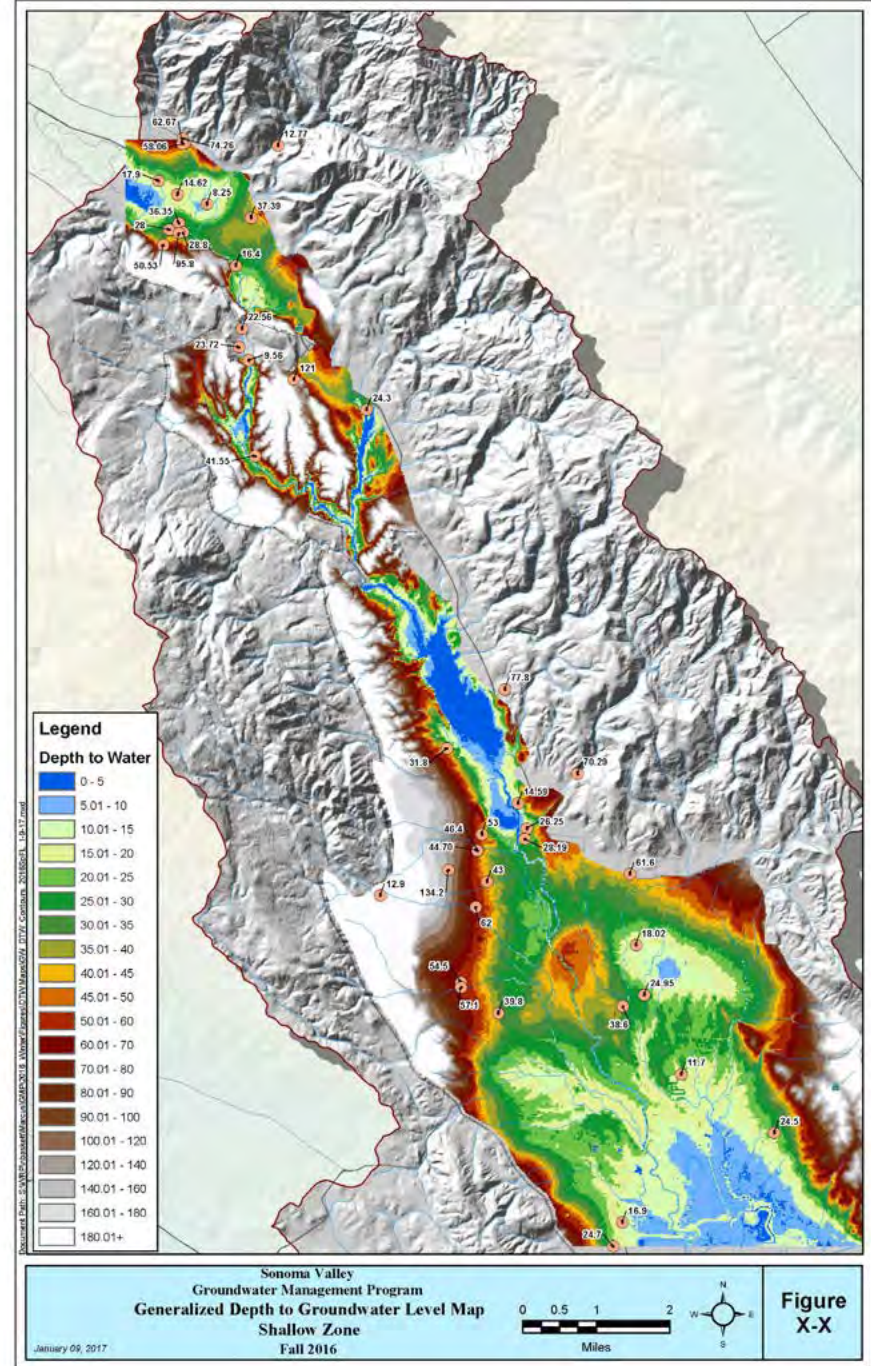 62.67
58.06
74.26
12.77
17.9
14.62
8.25
36.35
37.39
28
28.8
50.53
95.8
16.4
22.56
23.72
9.56
121
24.3
41.55
77.8
31.8
70.29
14.59
53
26.25
46.4
28.19
44.70
61.6
43
12.9
134.2
62
18.02
54.5
24.95
57.1
39.8
38.6
11.7
24.5
16.9
24.7
Legend
Depth to Water
0 - 5
5.01 - 10
10.01 - 15
15.01 - 20
20.01 - 25
25.01 - 30
30.01 - 35
35.01 - 40
40.01 - 45
45.01 - 50
50.01 - 60
60.01 - 70
70.01 - 80
80.01 - 90
90.01 - 100
100.01 - 120
120.01 - 140
140.01 - 160
160.01 - 180
180.01+
Document Path:
Sonoma Valley
Groundwater Management Program
Generalized Depth to Groundwater Level Map
Shallow Zone
Fall 2016
January 09, 2017
0 0.5 1 2
Miles
N
W E
S
Figure
X-X